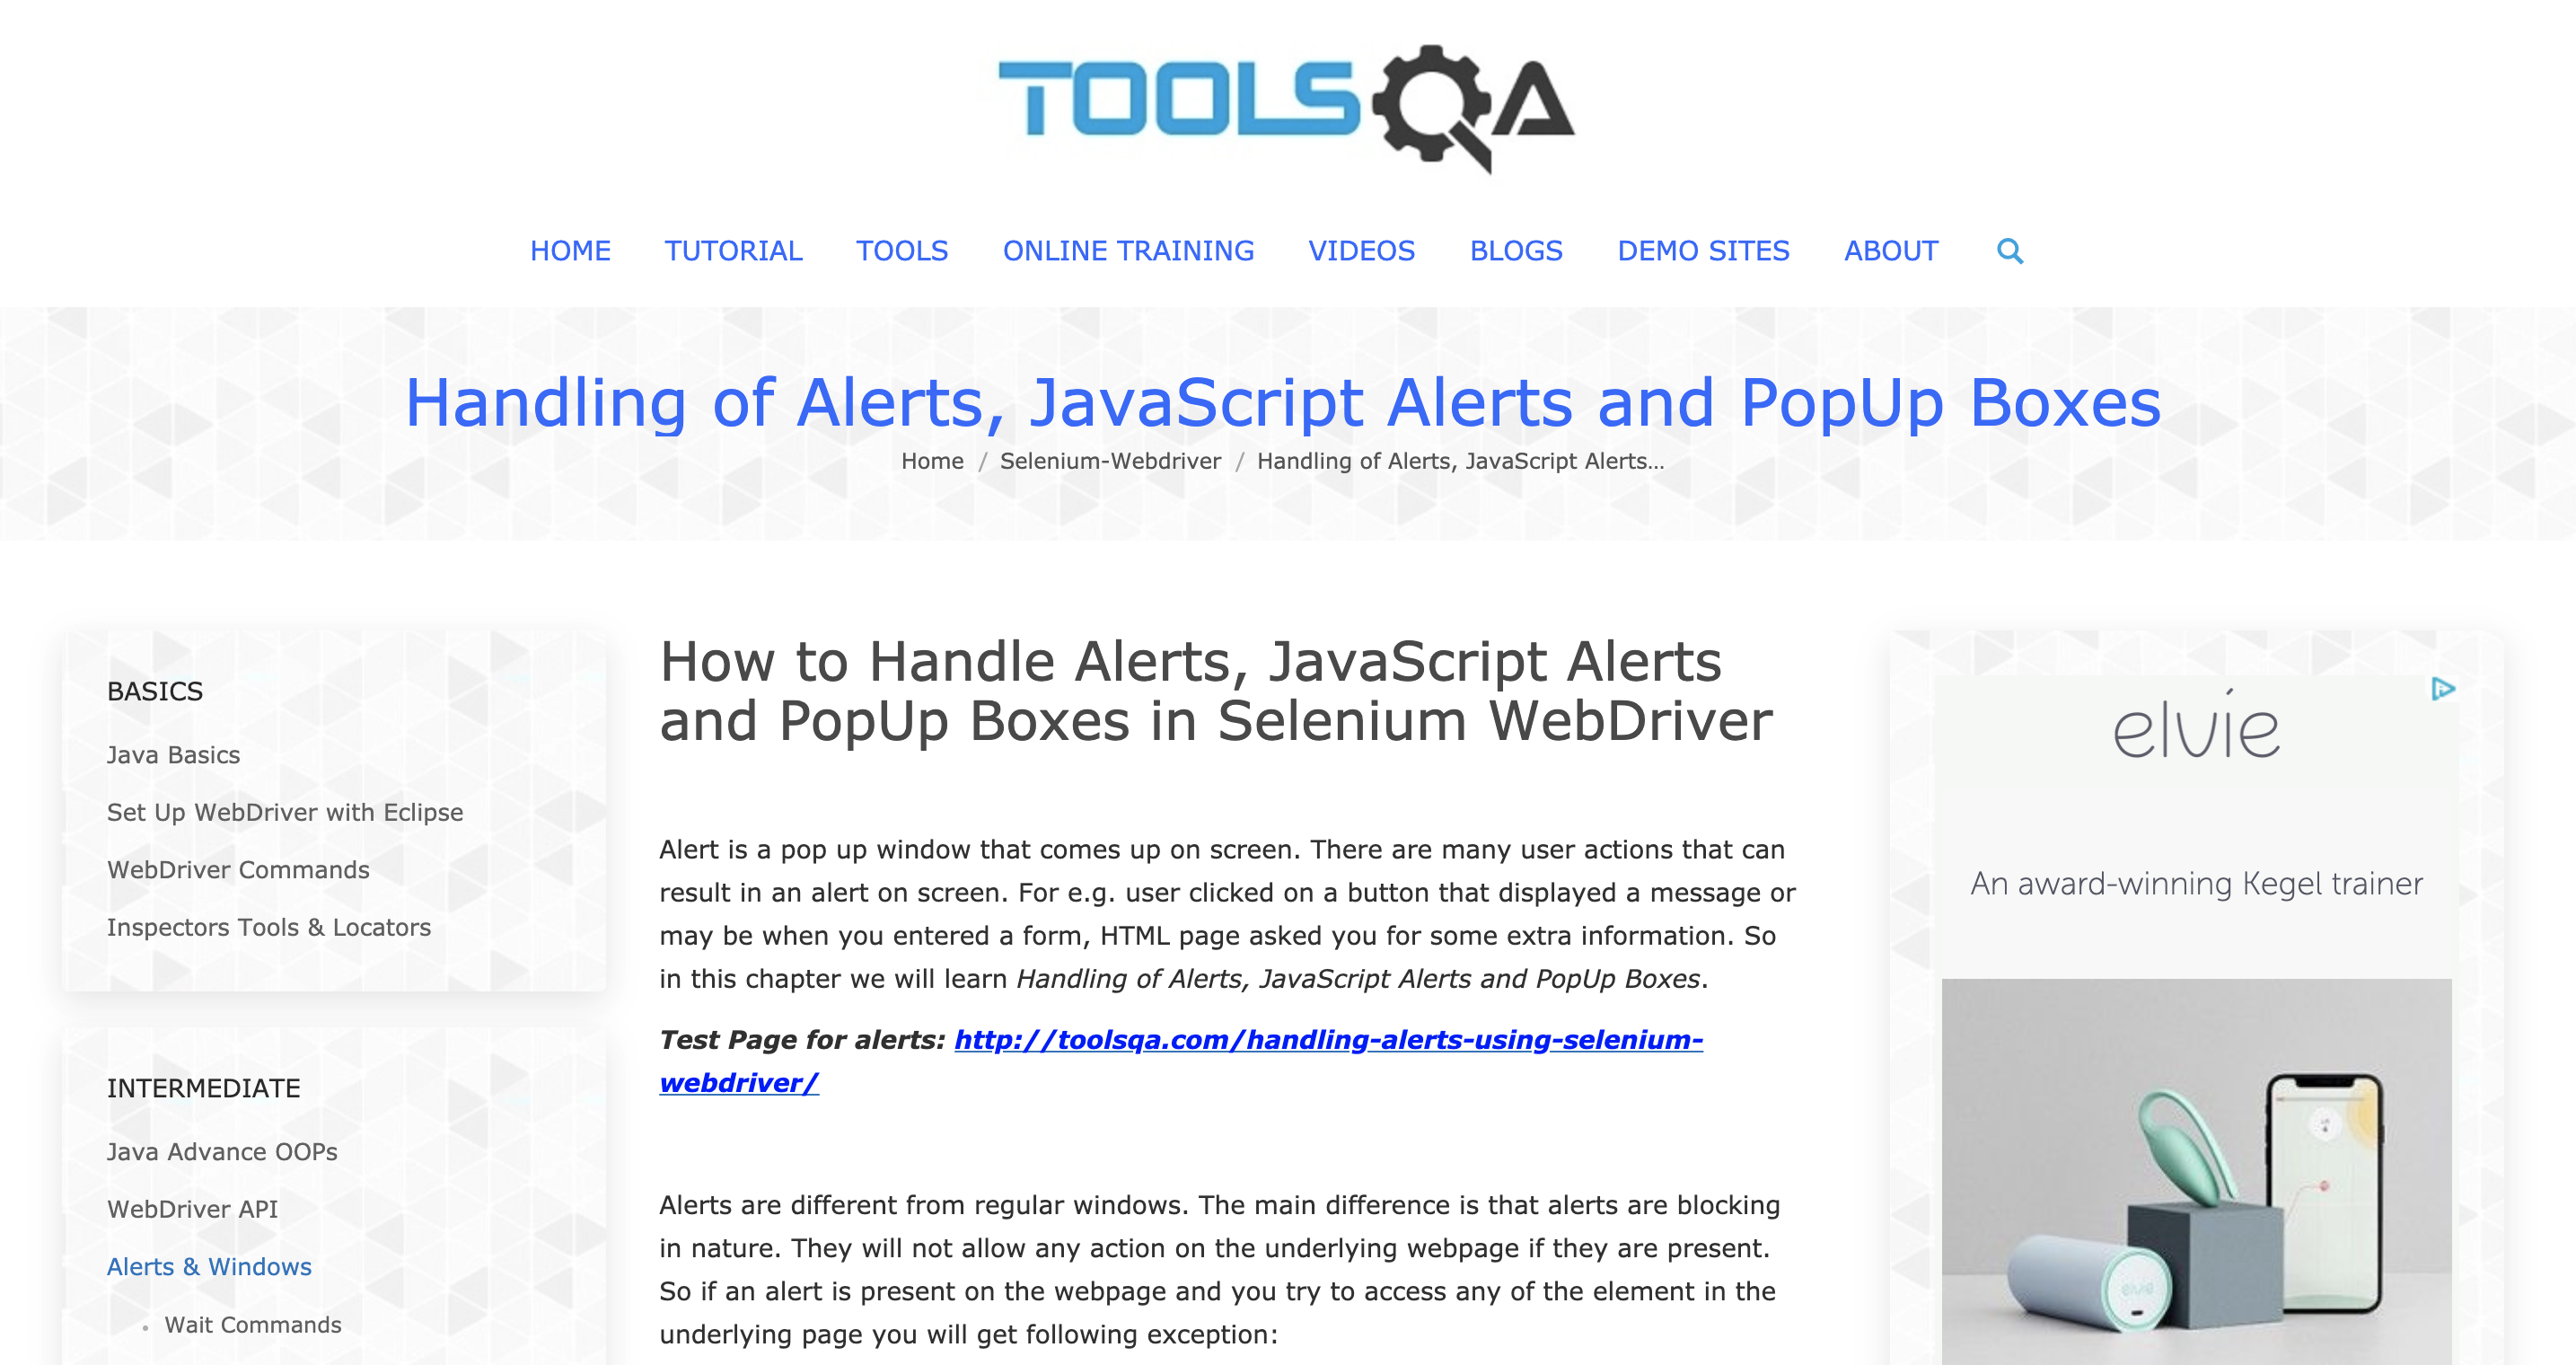 TOOLSQA
HOME TUTORIAL TOOLS ONLINE TRAINING VIDEOS BLOGS DEMO SITES ABOUT
Handling of Alerts, JavaScript Alerts and PopUp Boxes
Home / Selenium-Webdriver / Handling of Alerts, JavaScript Alerts...
BASICS
Java Basics
Set Up WebDriver with Eclipse
WebDriver Commands
Inspectors Tools & Locators
INTERMEDIATE
Java Advance OOPs
WebDriver API
Alerts & Windows
Wait Commands
How to Handle Alerts, JavaScript Alerts
and PopUp Boxes in Selenium WebDriver
Alert is a pop up window that comes up on screen. There are many user actions that can
result in an alert on screen. For e.g. user clicked on a button that displayed a message or
may be when you entered a form, HTML page asked you for some extra information. So
in this chapter we will learn Handling of Alerts, JavaScript Alerts and PopUp Boxes.
Test Page for alerts: http://toolsqa.com/handling-alerts-using-selenium-
webdriver/
Alerts are different from regular windows. The main difference is that alerts are blocking
in nature. They will not allow any action on the underlying webpage if they are present.
So if an alert is present on the webpage and you try to access any of the element in the
underlying page you will get following exception:
elvie
An award-winning Kegel trainer
elvie